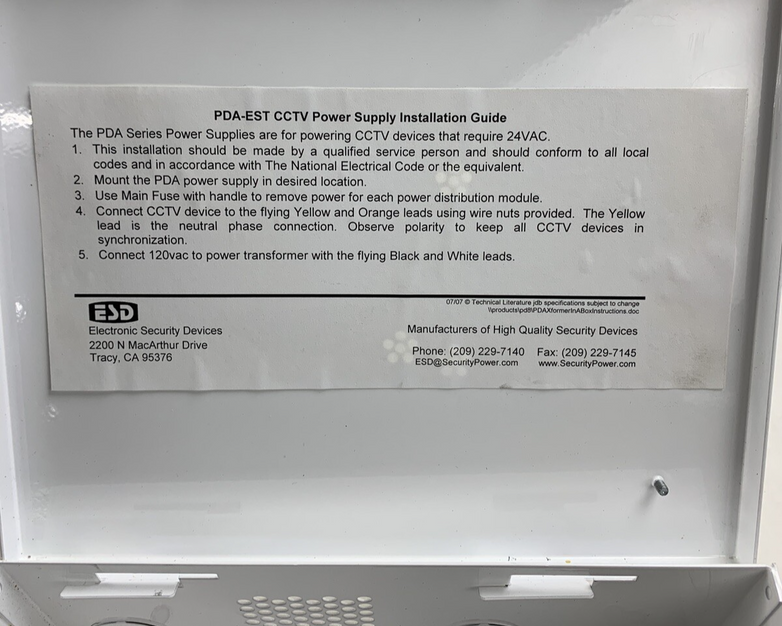 PDA-EST CCTV Power Supply Installation Guide
The PDA Series Power Supplies are for powering CCTV devices that require 24VAC.
1. This installation should be made by a qualified service person and should conform to all local
codes and in accordance with The National Electrical Code or the equivalent.
2. Mount the PDA power supply in desired location.
3. Use Main Fuse with handle to remove power for each power distribution module.
4. Connect CCTV device to the flying Yellow and Orange leads using wire nuts provided. The Yellow
lead is the neutral phase connection. Observe polarity to keep all CCTV devices in
synchronization.
5. Connect 120vac to power transformer with the flying Black and White leads.
07/07 © Technical Literature jdb specifications subject to change
ESD
Electronic Security Devices
2200 N MacArthur Drive
Tracy, CA 95376
Manufacturers of High Quality Security Devices
Phone: (209) 229-7140 Fax: (209) 229-7145
ESD@SecurityPower.com www.SecurityPower.com